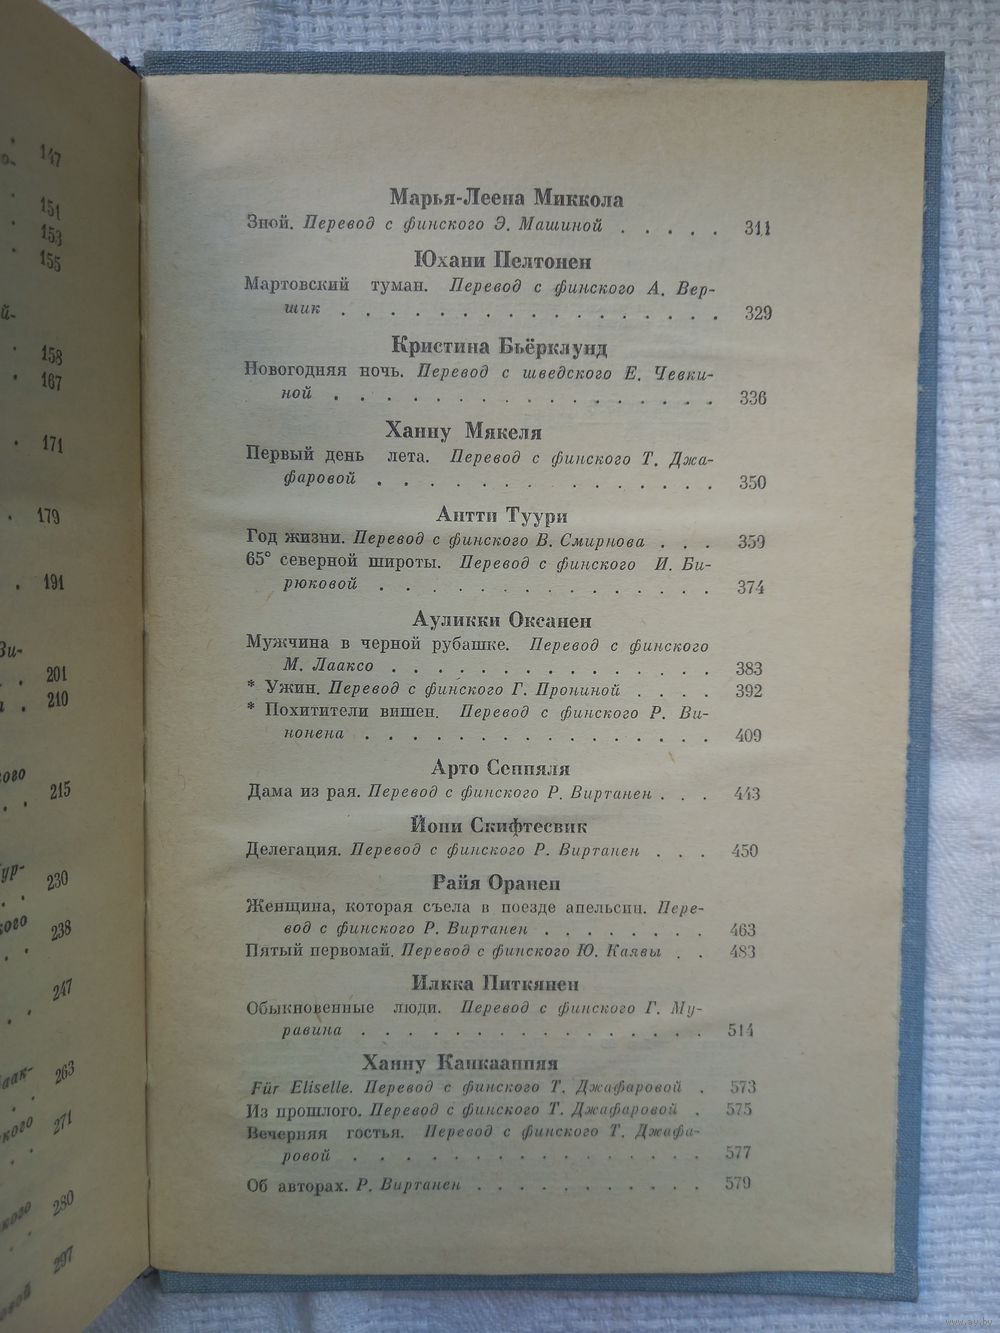 147
151
153
155
158
167
171
179
191
201
210
215
230
238
247
263
271
280
297
Марья-Леена Миккола
Зной. Перевод с финского Э. Машиной . . . . . 311
Юхани Пелтонен
Мартовский туман. Перевод с финского А. Вер-
шик . . . . . . . . . . . . . . . . 329
Кристина Бьёрклунд
Новогодняя ночь. Перевод с шведского Е. Чевки-
ной . . . . . . . . . . . . . . . . 336
Ханну Мякеля
Первый день лета. Перевод с финского Т. Джа-
фаровой . . . . . . . . . . . . . . 350
Антти Туури
Год жизни. Перевод с финского В. Смирнова . . . 359
65° северной широты. Перевод с финского И. Би-
рюковой . . . . . . . . . . . . . . 374
Ауликки Оксанен
Мужчина в черной рубашке. Перевод с финского
М. Лааксо . . . . . . . . . . . . . 383
* Ужин. Перевод с финского Г. Прониной . . . . 392
* Похитители вишен. Перевод с финского Р. Ви-
нонена . . . . . . . . . . . . . . . 409
Арто Сеппяля
Дама из рая. Перевод с финского Р. Виртанен . . . 443
Йони Скифтесвик
Делегация. Перевод с финского Р. Виртанен . . . 450
Райя Оранен
Женщина, которая съела в поезде апельсин. Пере-
вод с финского Р. Виртанен . . . . . . . . 463
Пятый первомай. Перевод с финского Ю. Каявы . . 483
Илкка Питкянен
Обыкновенные люди. Перевод с финского Г. Му-
равина . . . . . . . . . . . . . . . 514
Ханну Канкаанпяя
Für Eliselle. Перевод с финского Т. Джафаровой . 573
Из прошлого. Перевод с финского Т. Джафаровой . 575
Вечерняя гостья. Перевод с финского Т. Джафа-
ровой . . . . . . . . . . . . . . . 577
Об авторах. Р. Виртанен . . . . . . . . . . . 579
www.ay.by